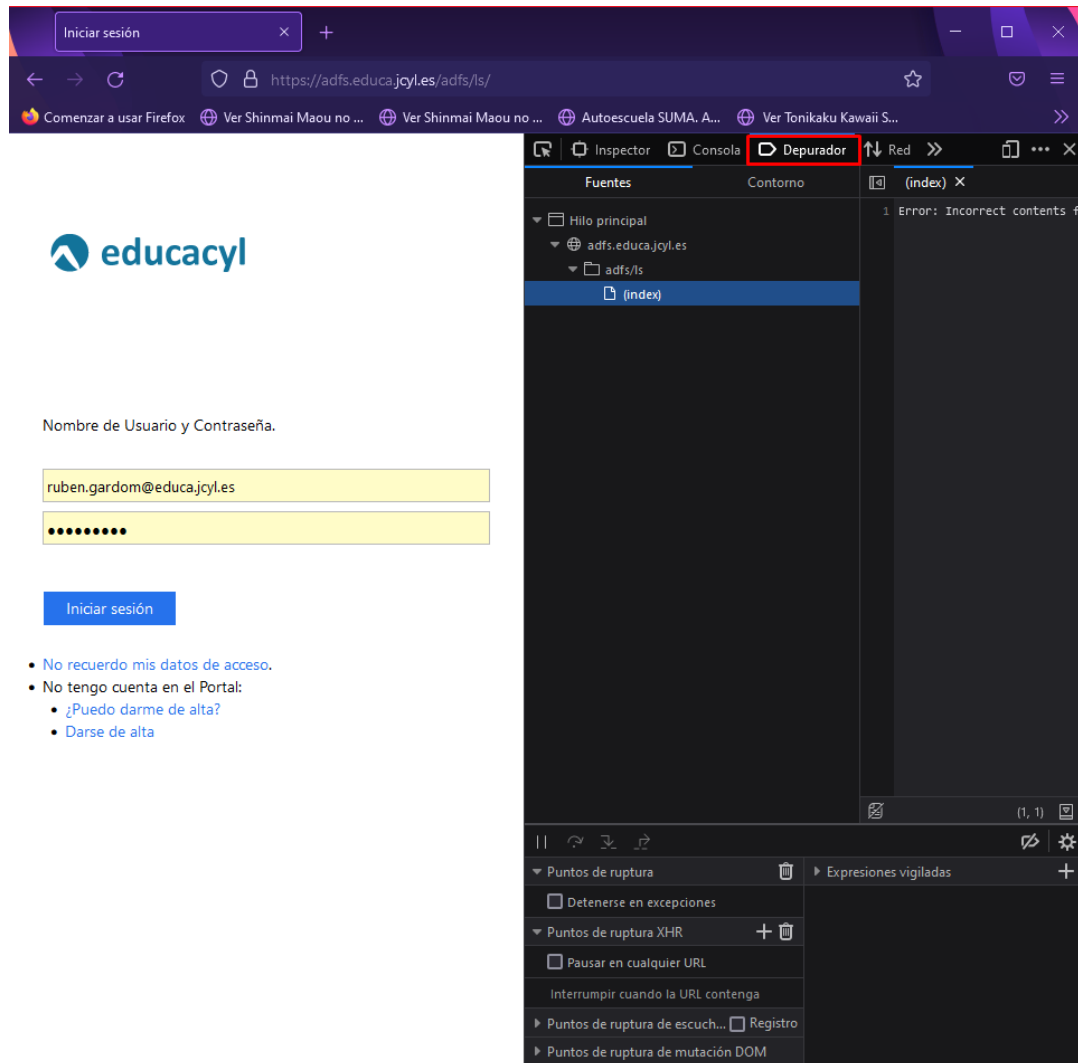 Iniciar sesión
https://adfs.educa.jcyl.es/adfs/ls/
Comenzar a usar Firefox Ver Shinmai Maou no ... Ver Shinmai Maou no ... Autoescuela SUMA. A... Ver Tonikaku Kawaii S...
Inspector Consola Depurador Red
Fuentes Contorno (index)
1 Error: Incorrect contents f
Hilo principal
adfs.educa.jcyl.es
adfs/ls
(index)
educacyl
Nombre de Usuario y Contraseña.
ruben.gardom@educa.jcyl.es
•••••••••
Iniciar sesión
• No recuerdo mis datos de acceso.
• No tengo cuenta en el Portal:
• ¿Puedo darme de alta?
• Darse de alta
(1, 1)
Puntos de ruptura Expresiones vigiladas
Detenerse en excepciones
Puntos de ruptura XHR
Pausar en cualquier URL
Interrumpir cuando la URL contenga
Puntos de ruptura de escuch... Registro
Puntos de ruptura de mutación DOM